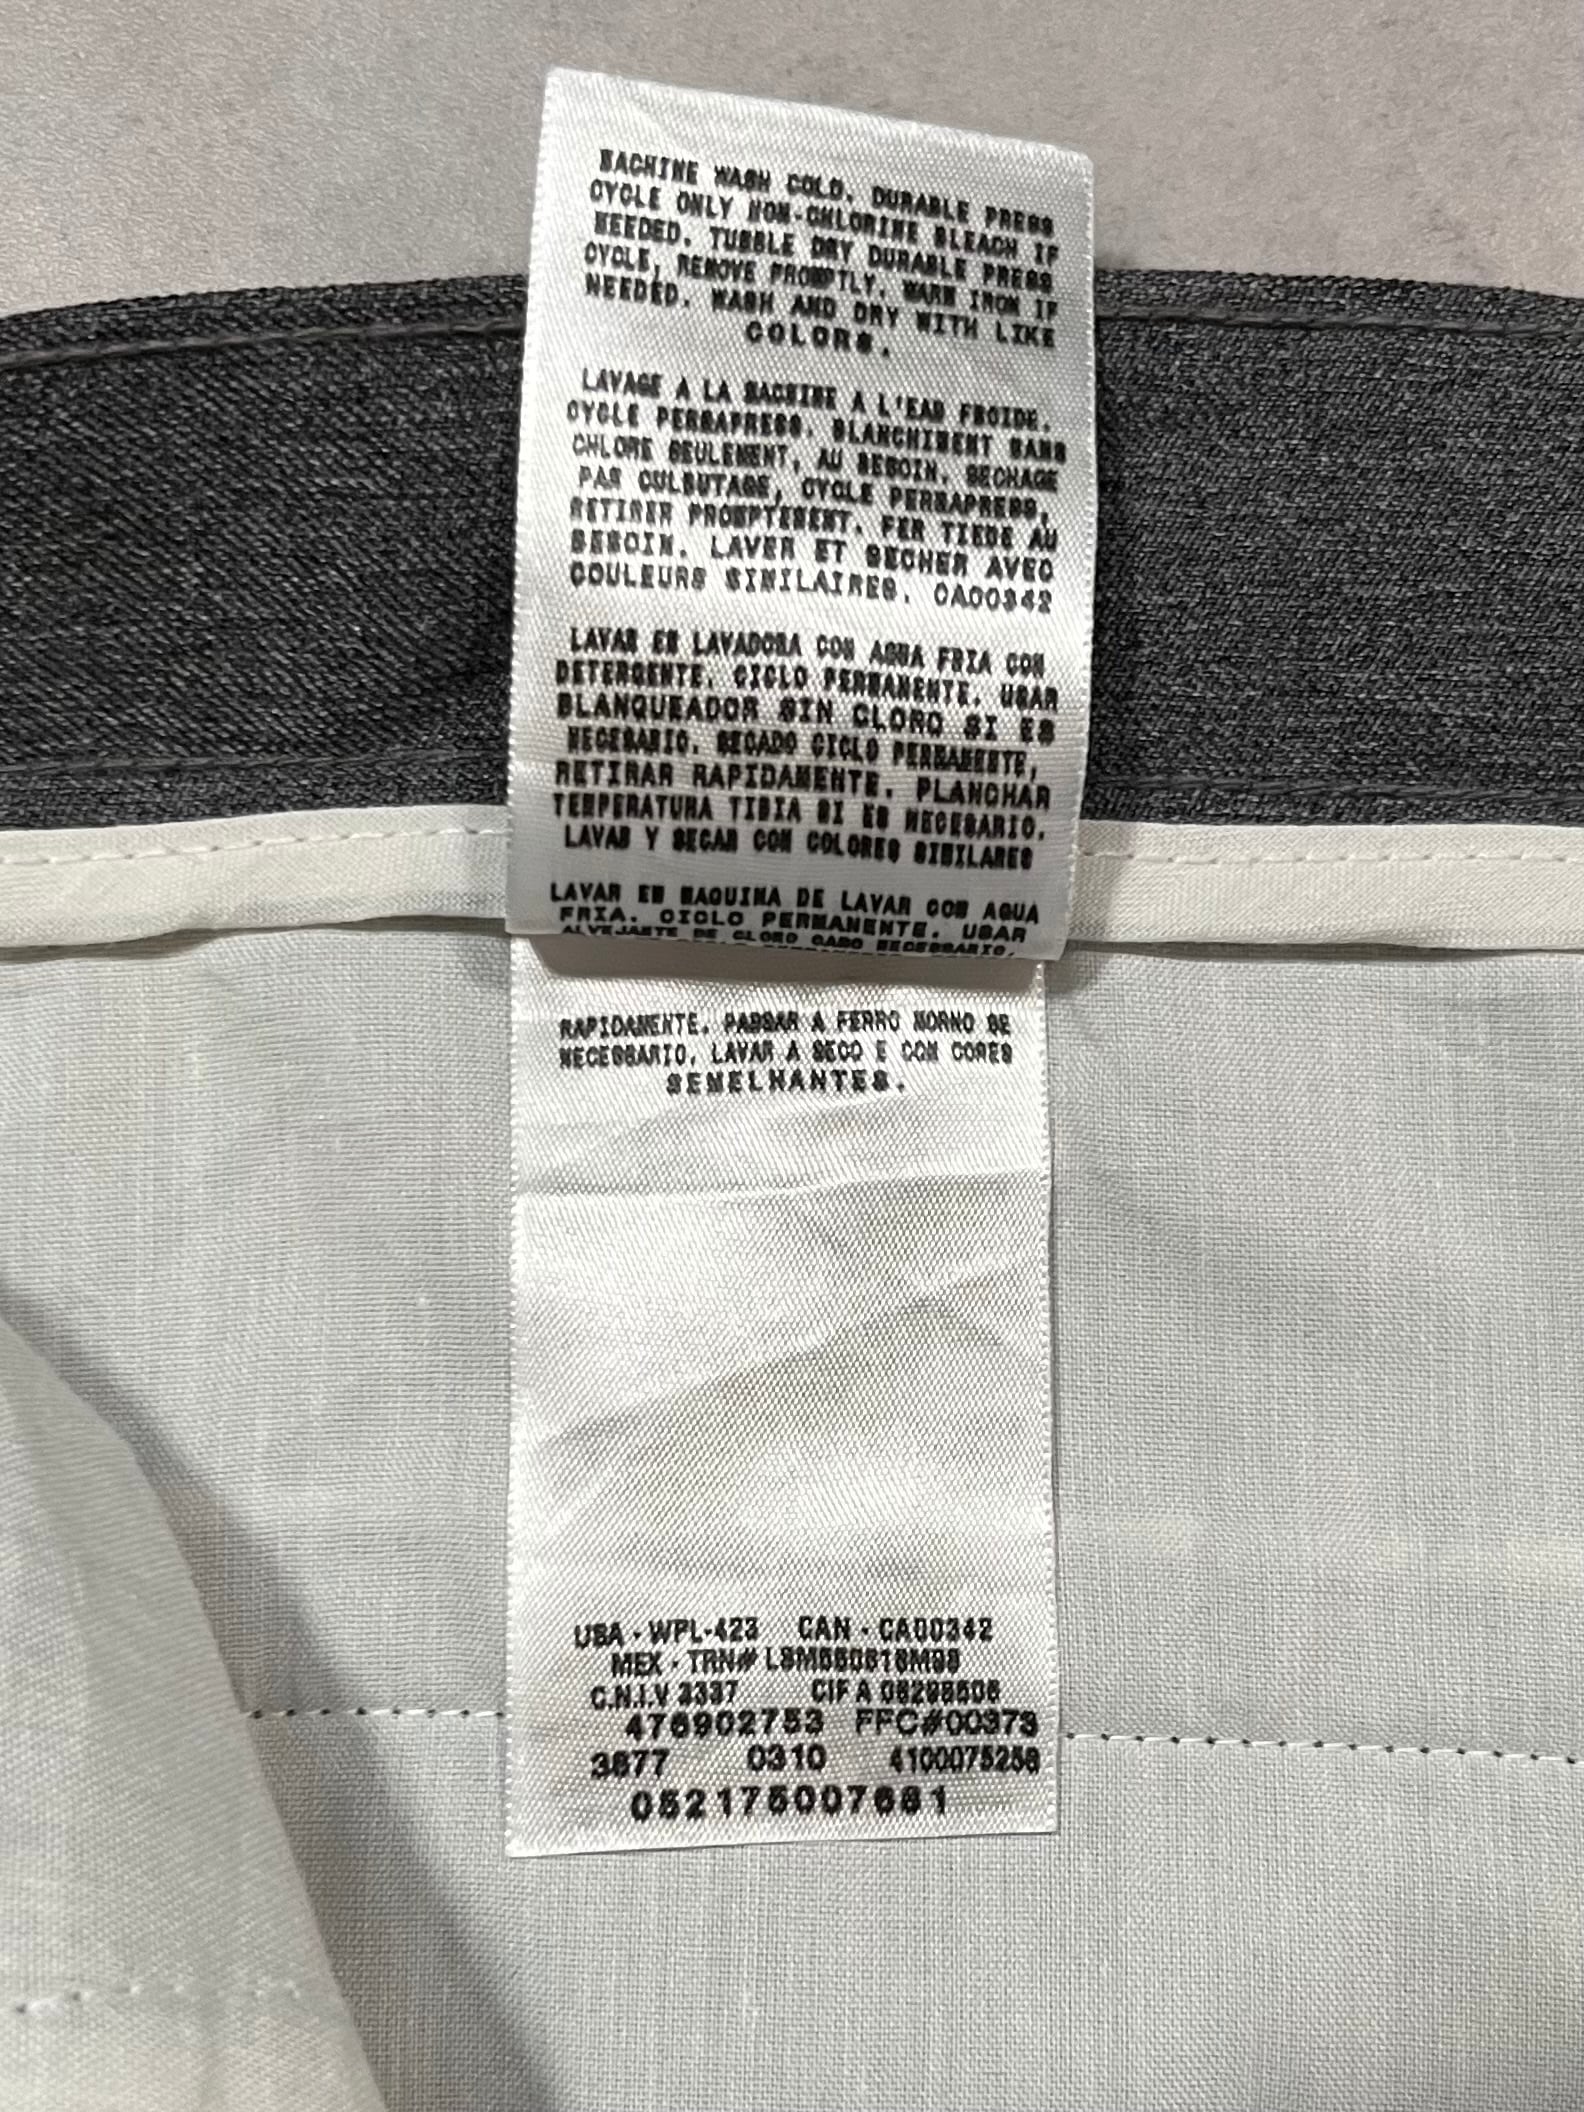 MACHINE WASH COLD. DURABLE PRESS
CYCLE ONLY NON-CHLORINE BLEACH IF
NEEDED. TUMBLE DRY DURABLE PRESS
CYCLE, REMOVE PROMPTLY. WARM IRON IF
NEEDED. WASH AND DRY WITH LIKE
COLORS.
LAVAGE A LA MACHINE A L'EAU FROIDE.
CYCLE PERMAPRESS. BLANCHIMENT SANS
CHLORE SEULEMENT, AU BESOIN. SECHAGE
PAR CULBUTAGE, CYCLE PERMAPRESS,
RETIRER PROMPTEMENT. FER TIEDE AU
BESOIN. LAVER ET SECHER AVEC
COULEURS SIMILAIRES. CA00342
LAVAR EN LAVADORA CON AGUA FRIA CON
DETERGENTE. CICLO PERMANENTE. USAR
BLANQUEADOR SIN CLORO SI ES
NECESARIO. SECADO CICLO PERMANENTE,
RETIRAR RAPIDAMENTE. PLANCHAR
TEMPERATURA TIBIA SI ES NECESARIO.
LAVAR Y SECAR CON COLORES SIMILARES
LAVAR EM MAQUINA DE LAVAR COM AGUA
FRIA. CICLO PERMANENTE. USAR
ALVEJANTE DE CLORO CASO NECESSARIO.
RAPIDAMENTE. PASSAR A FERRO MORNO SE
NECESSARIO. LAVAR A SECO E COM CORES
SEMELHANTES.
USA - WPL-423 CAN - CA00342
MEX - TRN#
C.N.I.V 3337 CIF A
476902753 FFC#00373
3677 0310 4100075258